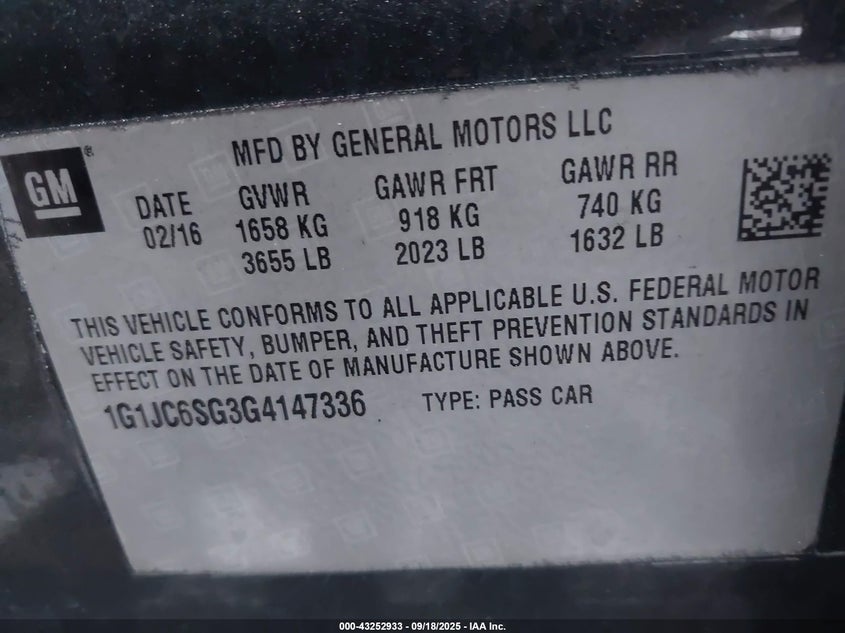 GM ®
MFD BY GENERAL MOTORS LLC
DATE GVWR GAWR FRT GAWR RR
02/16 1658 KG 918 KG 740 KG
3655 LB 2023 LB 1632 LB
THIS VEHICLE CONFORMS TO ALL APPLICABLE U.S. FEDERAL MOTOR
VEHICLE SAFETY, BUMPER, AND THEFT PREVENTION STANDARDS IN
EFFECT ON THE DATE OF MANUFACTURE SHOWN ABOVE.
1G1JC6SG3G4147336 TYPE: PASS CAR
000-43252933 - 09/18/2025 - IAA Inc.